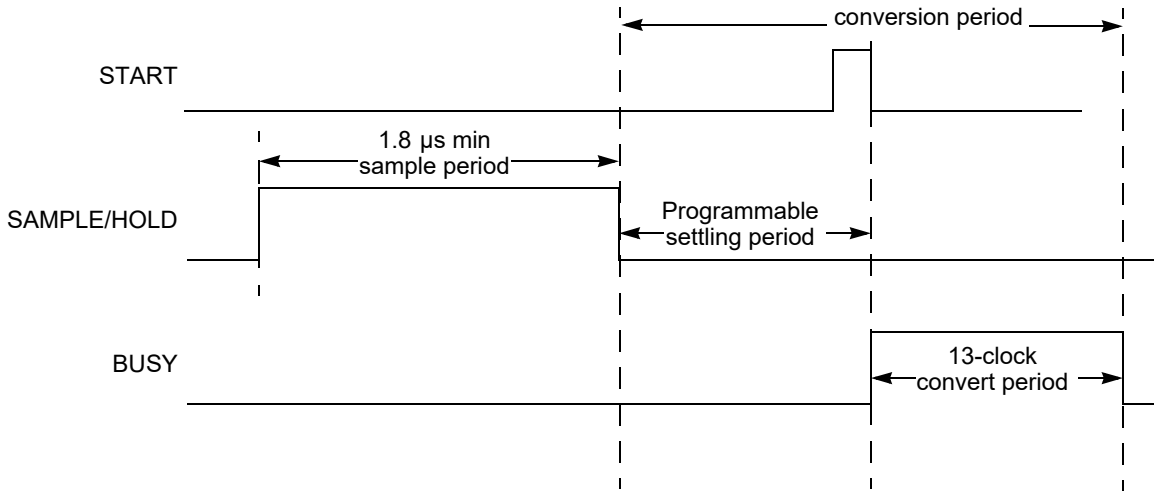 conversion period
START
1.8 µs min
sample period
SAMPLE/HOLD
Programmable
settling period
BUSY
13-clock
convert period